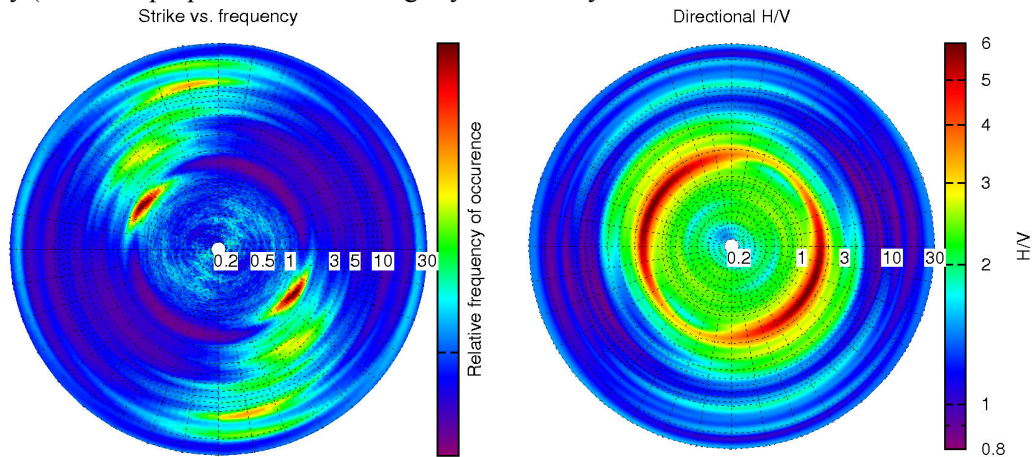 Strike vs. frequency
Directional H/V
0.2 0.5 1 3 5 10 30
Relative frequency of occurence
0.2 1 3 10 30
6
5
4
3
2
1
0.8
H/V